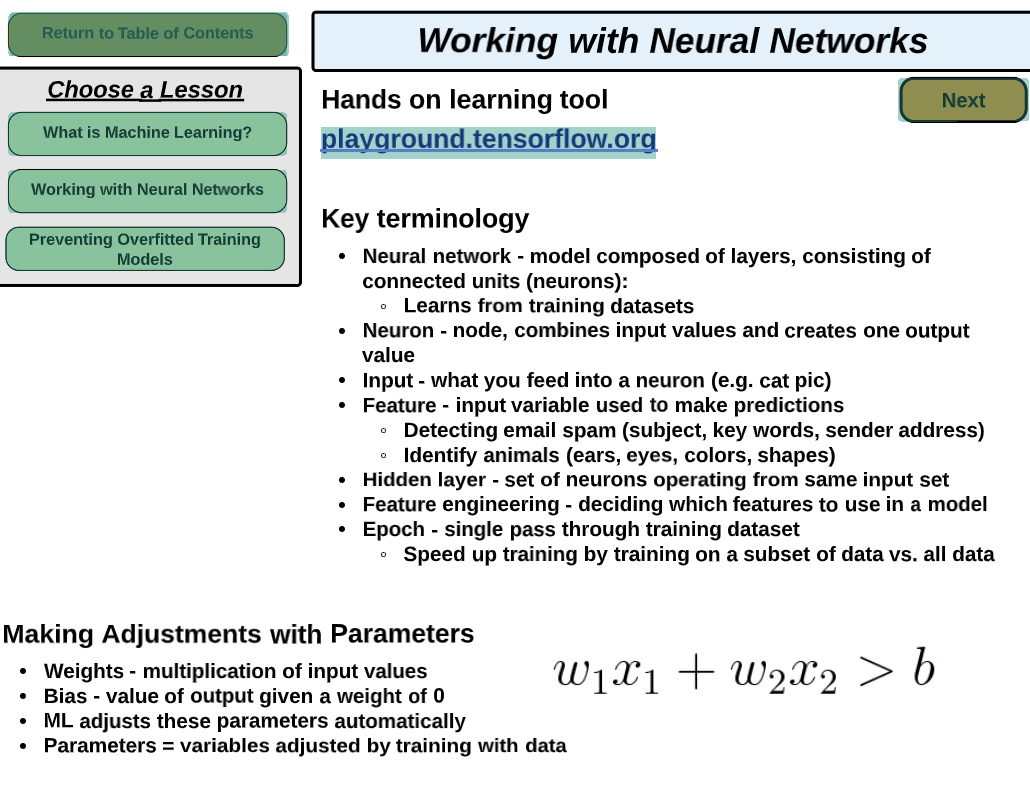 Return to Table of Contents
Working with Neural Networks
Choose a Lesson
What is Machine Learning?
Working with Neural Networks
Preventing Overfitted Training
Models
Hands on learning tool
Next
playground.tensorflow.org
Key terminology
• Neural network - model composed of layers, consisting of
connected units (neurons):
◦ Learns from training datasets
• Neuron - node, combines input values and creates one output
value
• Input - what you feed into a neuron (e.g. cat pic)
• Feature - input variable used to make predictions
◦ Detecting email spam (subject, key words, sender address)
◦ Identify animals (ears, eyes, colors, shapes)
• Hidden layer - set of neurons operating from same input set
• Feature engineering - deciding which features to use in a model
• Epoch - single pass through training dataset
◦ Speed up training by training on a subset of data vs. all data
Making Adjustments with Parameters
• Weights - multiplication of input values
• Bias - value of output given a weight of 0
• ML adjusts these parameters automatically
• Parameters = variables adjusted by training with data
w₁x₁ + w₂x₂ > b